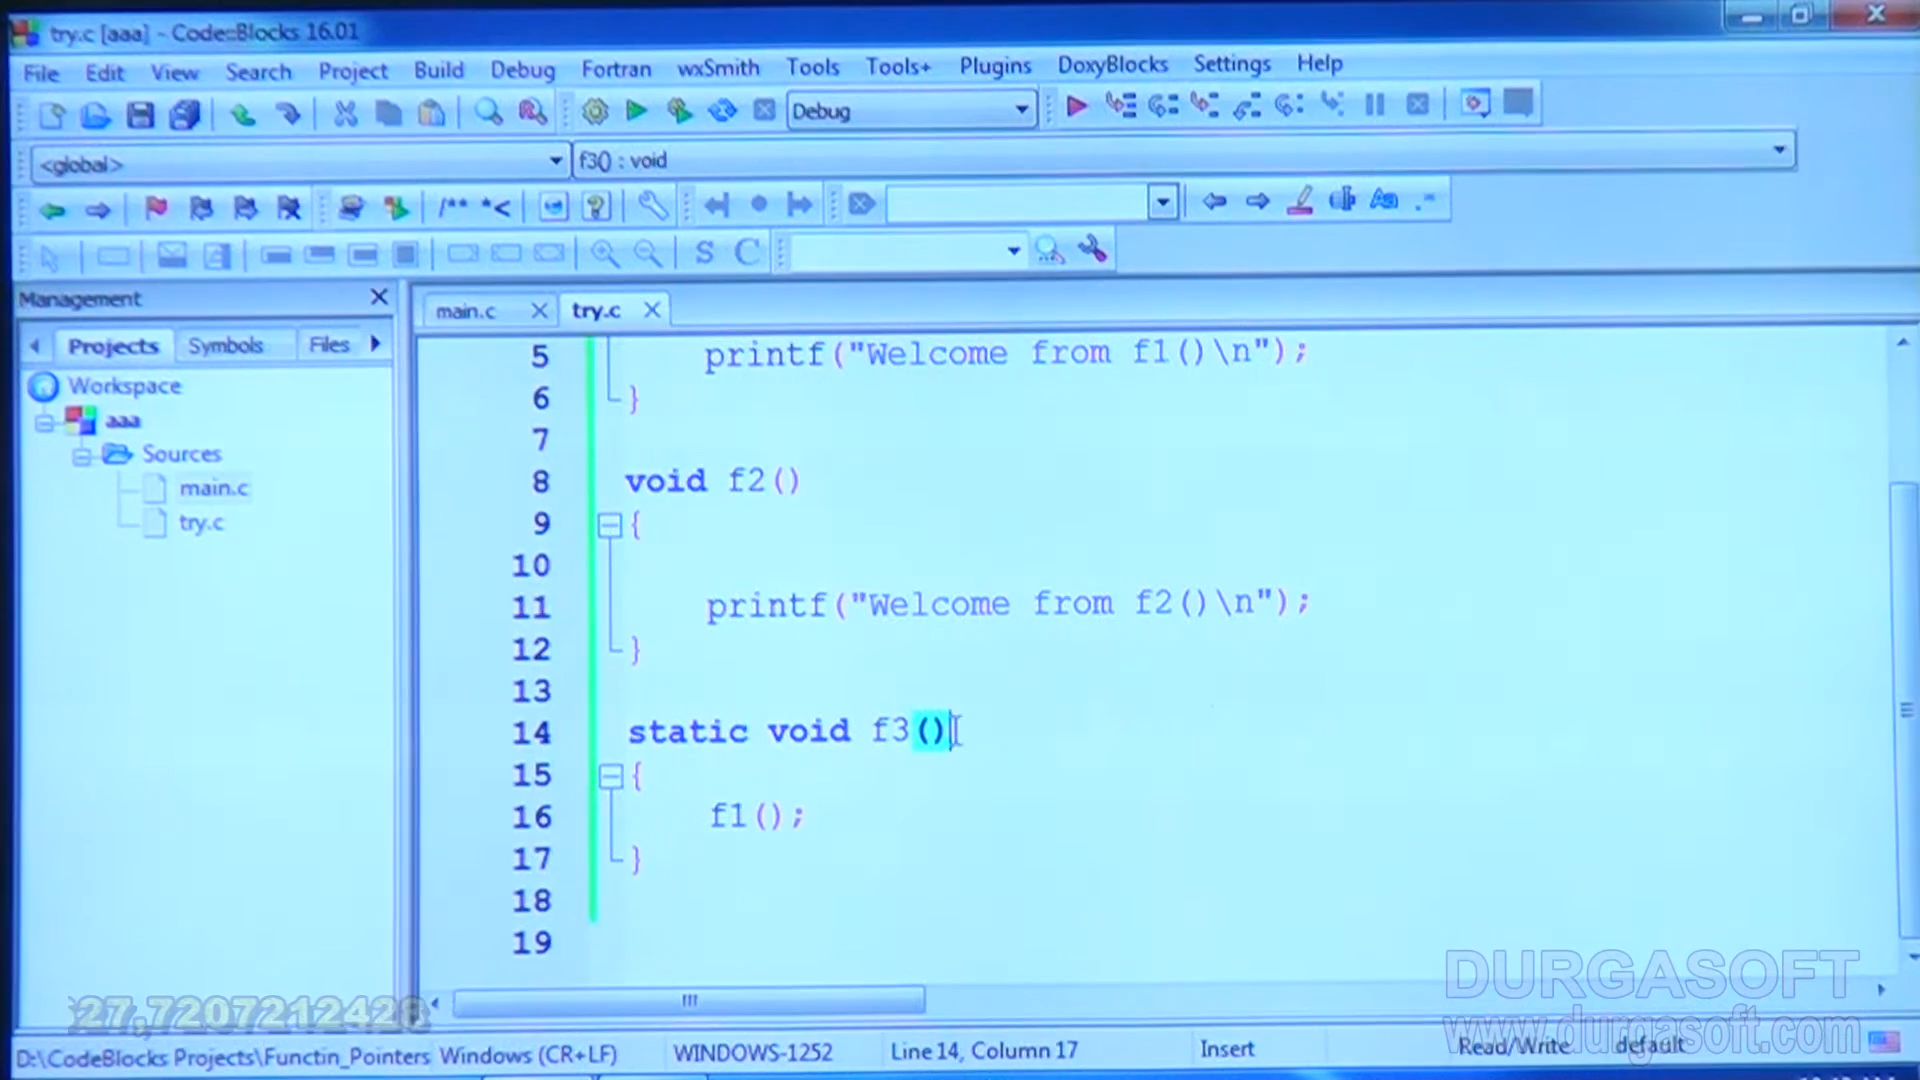 try.c [aaa] - Code::Blocks 16.01
File Edit View Search Project Build Debug Fortran wxSmith Tools Tools+ Plugins DoxyBlocks Settings Help
Debug
<global> f3() : void
/** *<
S C
Management
main.c try.c
Projects Symbols Files
Workspace
aaa
Sources
main.c
try.c
5 printf("Welcome from f1()\n");
6 }
7
8 void f2()
9 {
10
11 printf("Welcome from f2()\n");
12 }
13
14 static void f3()
15 {
16 f1();
17 }
18
19
DURGASOFT
www.durgasoft.com
27,7207212428
D:\CodeBlocks Projects\Functin_Pointers Windows (CR+LF) WINDOWS-1252 Line 14, Column 17 Insert Read/Write default